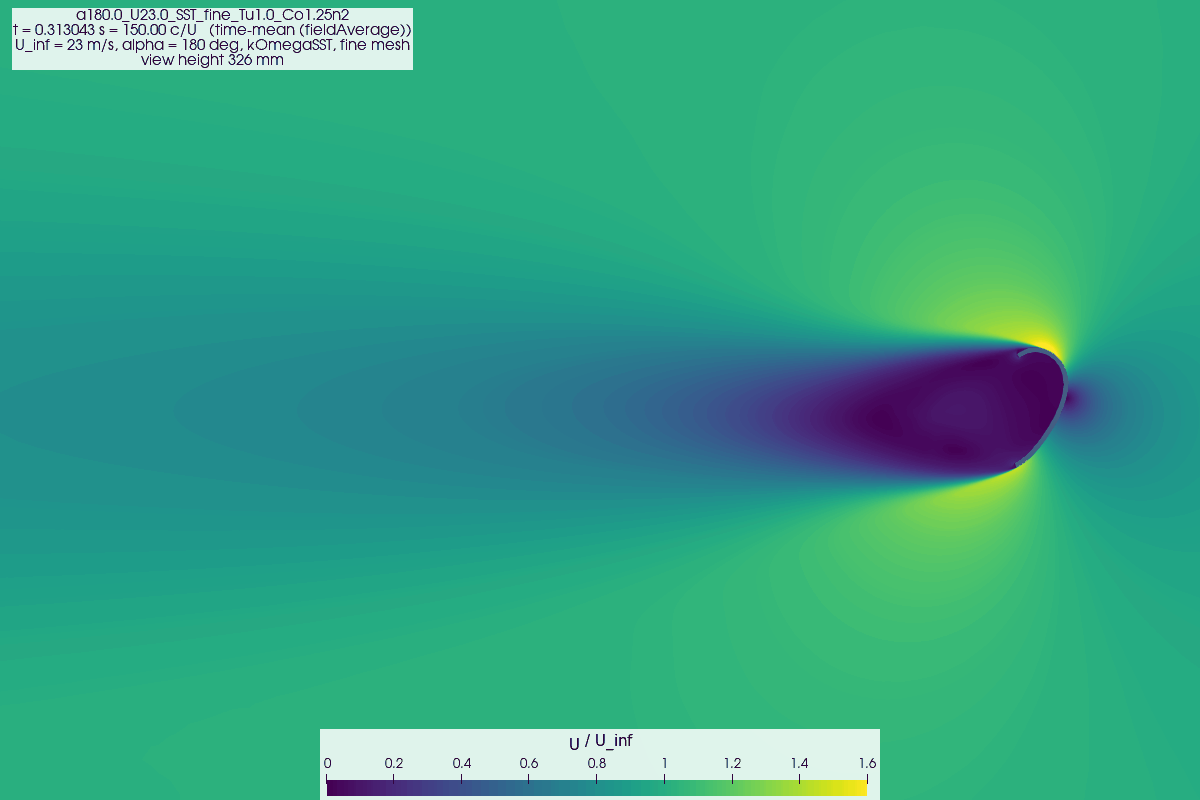 a180.0_U23.0_SST_fine_Tu1.0_Co1.25n2
t = 0.313043 s = 150.00 c/U (time-mean (fieldAverage))
U_inf = 23 m/s, alpha = 180 deg, kOmegaSST, fine mesh
view height 326 mm
U / U_inf
0 0.2 0.4 0.6 0.8 1 1.2 1.4 1.6